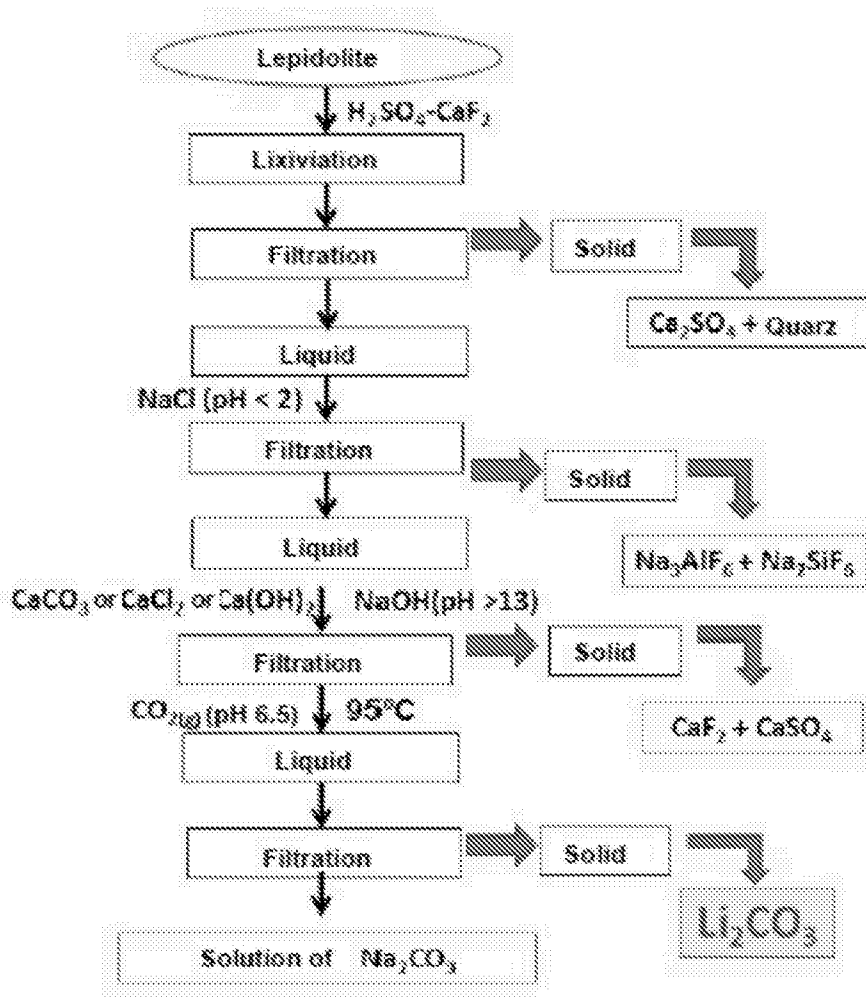 Lepidolite
H₂SO₄-CaF₂
Lixiviation
Filtration
Solid
Ca₂SO₄ + Quarz
Liquid
NaCl (pH < 2)
Filtration
Solid
Na₃AlF₆ + Na₂SiF₆
Liquid
CaCO₃ or CaCl₂ or Ca(OH)₂ NaOH(pH >13)
Filtration
Solid
CaF₂ + CaSO₄
CO₂₍g₎ (pH 6.5) 95°C
Liquid
Filtration
Solid
Li₂CO₃
Solution of Na₂CO₃